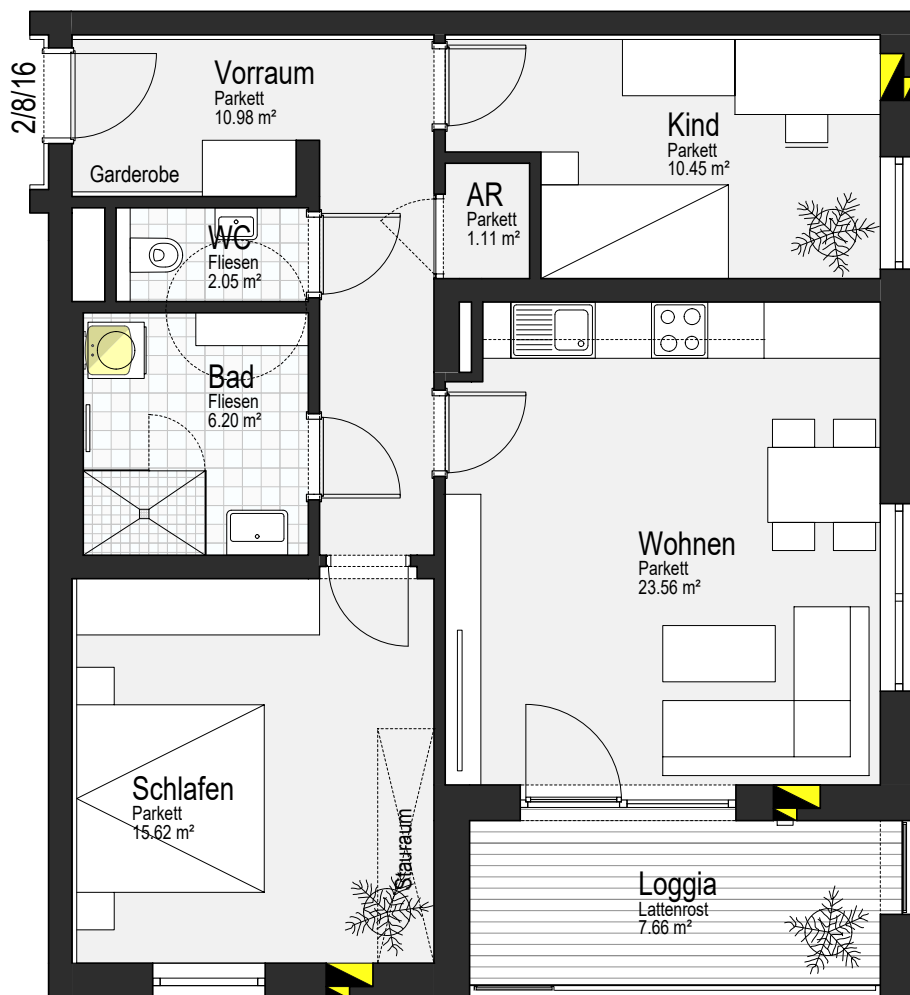 2/8/16
Vorraum
Parkett
10.98 m²
Garderobe
Kind
Parkett
10.45 m²
AR
Parkett
1.11 m²
WC
Fliesen
2.05 m²
Bad
Fliesen
6.20 m²
Wohnen
Parkett
23.56 m²
Schlafen
Parkett
15.62 m²
Stauraum
Loggia
Lattenrost
7.66 m²